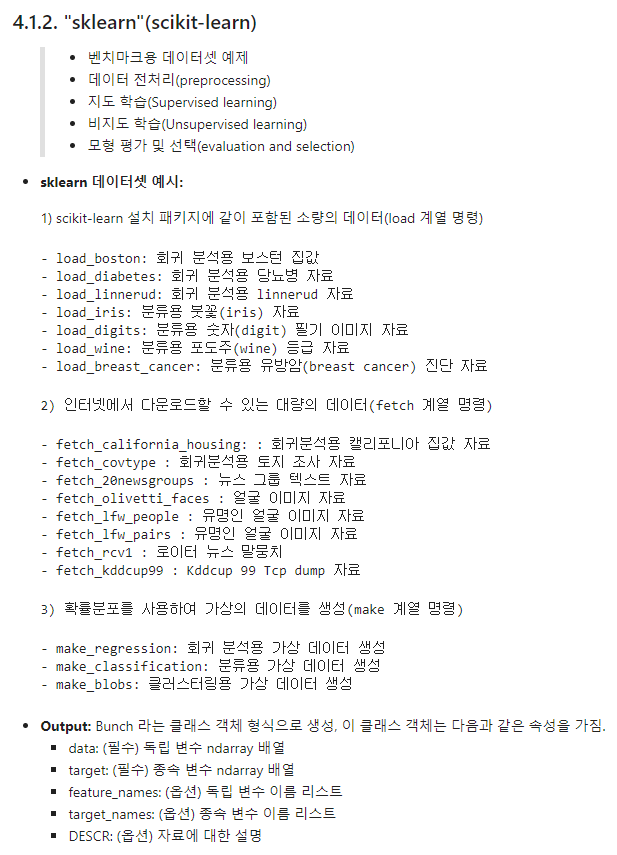 4.1.2. "sklearn"(scikit-learn)
• 벤치마크용 데이터셋 예제
• 데이터 전처리(preprocessing)
• 지도 학습(Supervised learning)
• 비지도 학습(Unsupervised learning)
• 모형 평가 및 선택(evaluation and selection)
• sklearn 데이터셋 예시:
1) scikit-learn 설치 패키지에 같이 포함된 소량의 데이터(load 계열 명령)
- load_boston: 회귀 분석용 보스턴 집값
- load_diabetes: 회귀 분석용 당뇨병 자료
- load_linnerud: 회귀 분석용 linnerud 자료
- load_iris: 분류용 붓꽃(iris) 자료
- load_digits: 분류용 숫자(digit) 필기 이미지 자료
- load_wine: 분류용 포도주(wine) 등급 자료
- load_breast_cancer: 분류용 유방암(breast cancer) 진단 자료
2) 인터넷에서 다운로드할 수 있는 대량의 데이터(fetch 계열 명령)
- fetch_california_housing: : 회귀분석용 캘리포니아 집값 자료
- fetch_covtype : 회귀분석용 토지 조사 자료
- fetch_20newsgroups : 뉴스 그룹 텍스트 자료
- fetch_olivetti_faces : 얼굴 이미지 자료
- fetch_lfw_people : 유명인 얼굴 이미지 자료
- fetch_lfw_pairs : 유명인 얼굴 이미지 자료
- fetch_rcv1 : 로이터 뉴스 말뭉치
- fetch_kddcup99 : Kddcup 99 Tcp dump 자료
3) 확률분포를 사용하여 가상의 데이터를 생성(make 계열 명령)
- make_regression: 회귀 분석용 가상 데이터 생성
- make_classification: 분류용 가상 데이터 생성
- make_blobs: 클러스터링용 가상 데이터 생성
• Output: Bunch 라는 클래스 객체 형식으로 생성, 이 클래스 객체는 다음과 같은 속성을 가짐.
▪ data: (필수) 독립 변수 ndarray 배열
▪ target: (필수) 종속 변수 ndarray 배열
▪ feature_names: (옵션) 독립 변수 이름 리스트
▪ target_names: (옵션) 종속 변수 이름 리스트
▪ DESCR: (옵션) 자료에 대한 설명